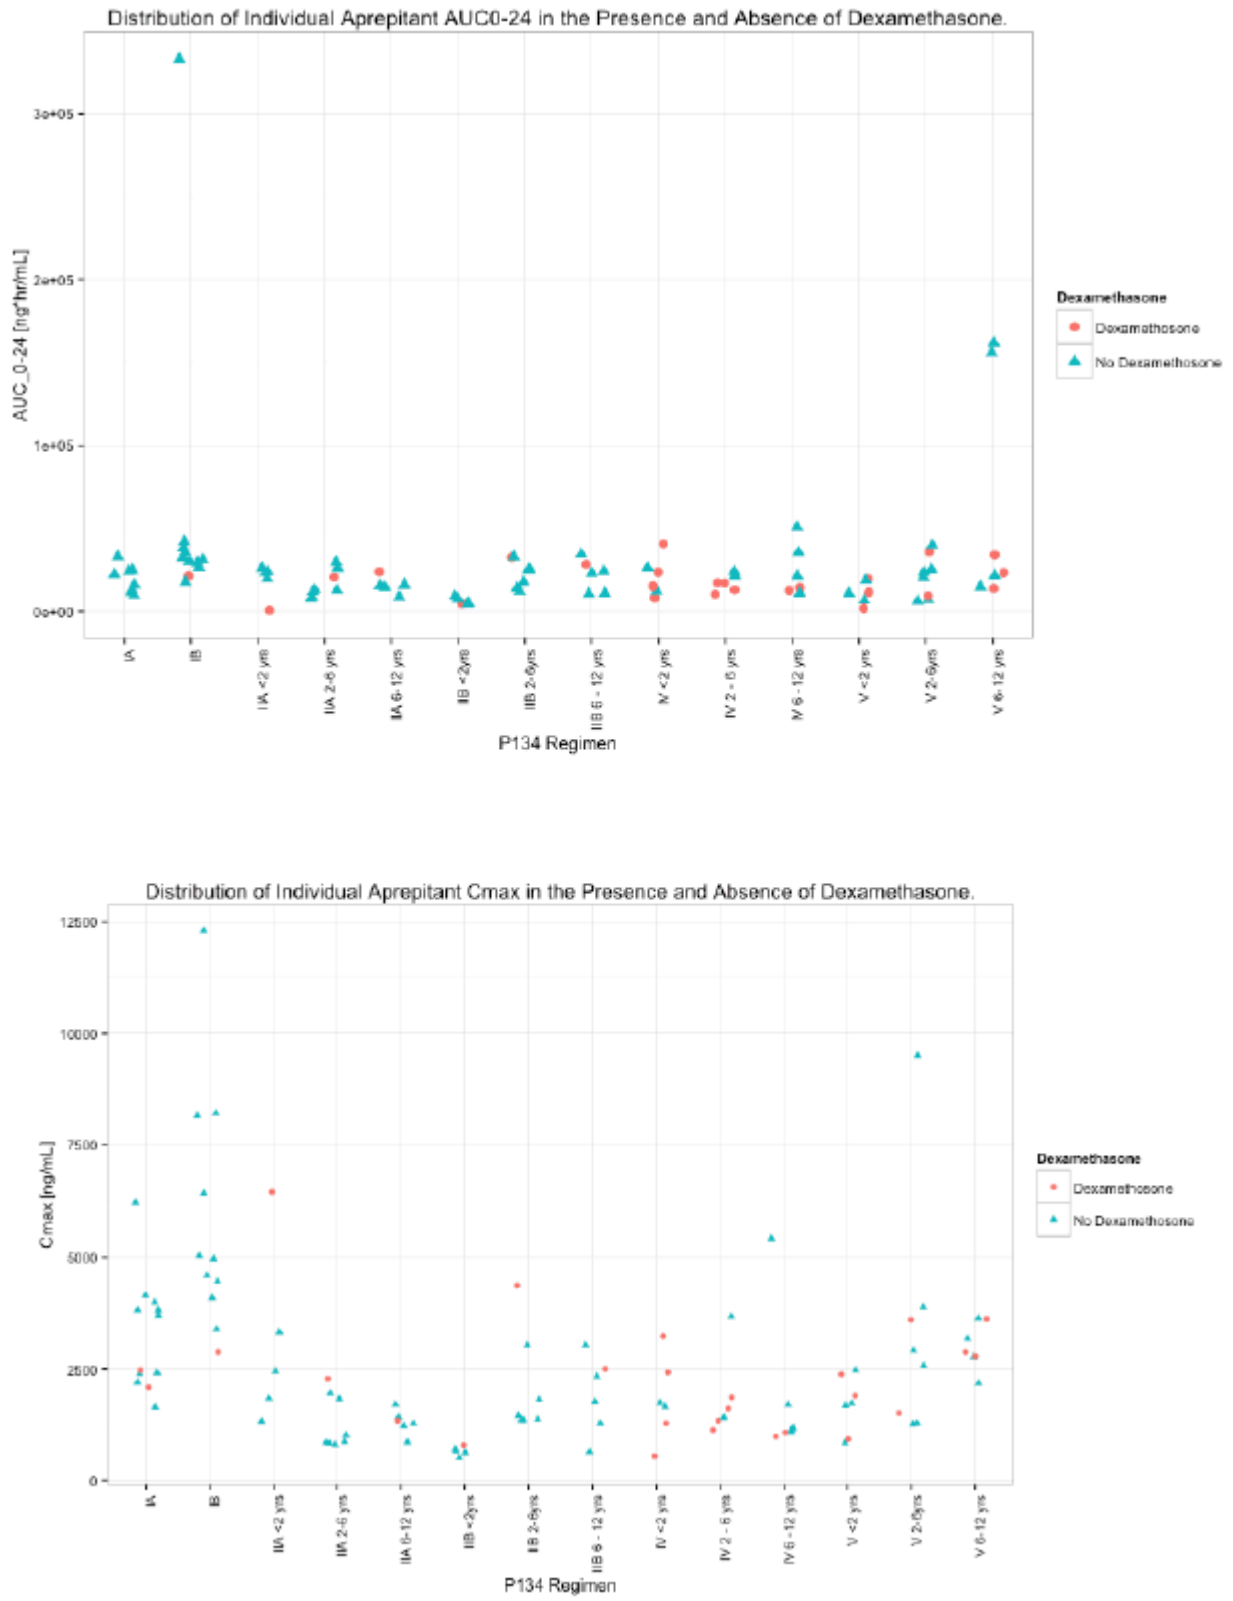 Distribution of Individual Aprepitant AUC0-24 in the Presence and Absence of Dexamethasone.
AUC_0-24 [ng*hr/mL]
3e+05
2e+05
1e+05
0e+00
IA
IB
IIA <2 yrs
IIA 2-6 yrs
IIA 6-12 yrs
IIB <2yrs
IIB 2-6yrs
IIB 6 - 12 yrs
IV <2 yrs
IV 2 - 6 yrs
IV 6 - 12 yrs
V <2 yrs
V 2-6yrs
V 6-12 yrs
P134 Regimen
Dexamethasone
Dexamethosone
No Dexamethosone
Distribution of Individual Aprepitant Cmax in the Presence and Absence of Dexamethasone.
Cmax [ng/mL]
12500
10000
7500
5000
2500
0
IA
IB
IIA <2 yrs
IIA 2-6 yrs
IIA 6-12 yrs
IIB <2yrs
IIB 2-6yrs
IIB 6 - 12 yrs
IV <2 yrs
IV 2 - 6 yrs
IV 6 - 12 yrs
V <2 yrs
V 2-6yrs
V 6-12 yrs
P134 Regimen
Dexamethasone
Dexamethosone
No Dexamethosone